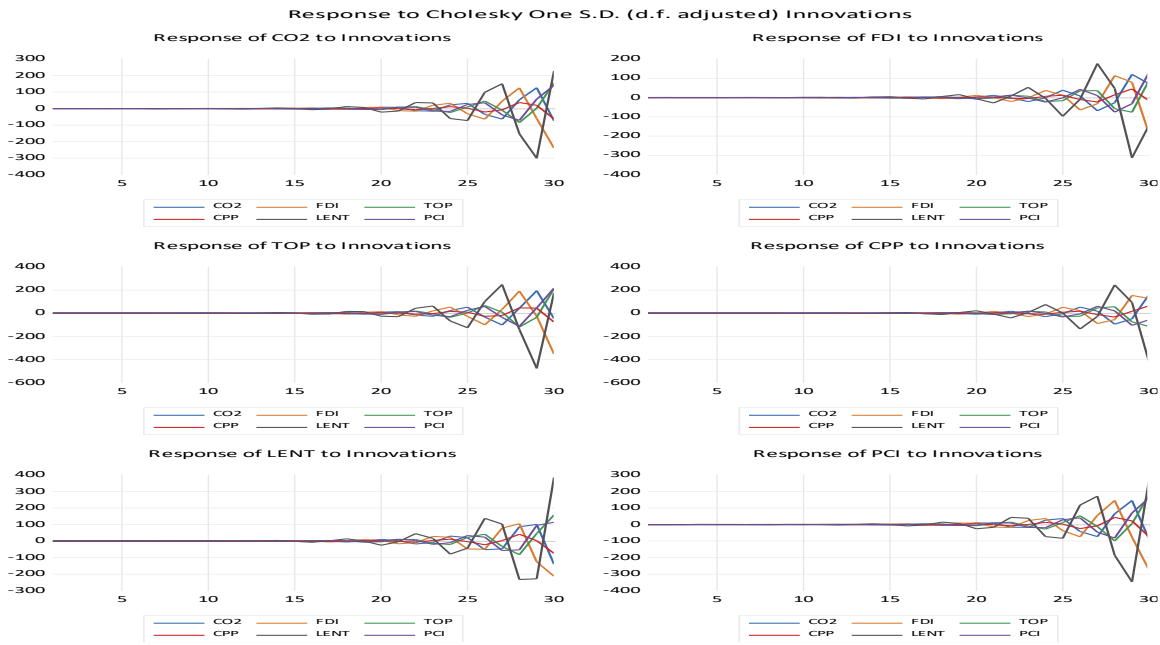 Response to Cholesky One S.D. (d.f. adjusted) Innovations
Response of CO2 to Innovations
300
200
100
0
-100
-200
-300
-400
5 10 15 20 25 30
CO2 FDI TOP
CPP LENT PCI
Response of FDI to Innovations
200
100
0
-100
-200
-300
-400
5 10 15 20 25 30
CO2 FDI TOP
CPP LENT PCI
Response of TOP to Innovations
400
200
0
-200
-400
-600
5 10 15 20 25 30
CO2 FDI TOP
CPP LENT PCI
Response of CPP to Innovations
400
200
0
-200
-400
-600
5 10 15 20 25 30
CO2 FDI TOP
CPP LENT PCI
Response of LENT to Innovations
400
300
200
100
0
-100
-200
-300
5 10 15 20 25 30
CO2 FDI TOP
CPP LENT PCI
Response of PCI to Innovations
300
200
100
0
-100
-200
-300
-400
5 10 15 20 25 30
CO2 FDI TOP
CPP LENT PCI